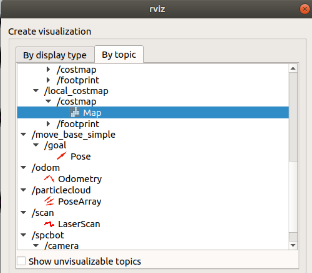 rviz
Create visualization
By display type By topic
/costmap
/footprint
/local_costmap
/costmap
Map
/footprint
/move_base_simple
/goal
Pose
/odom
Odometry
/particlecloud
PoseArray
/scan
LaserScan
/spcbot
/camera
Show unvisualizable topics